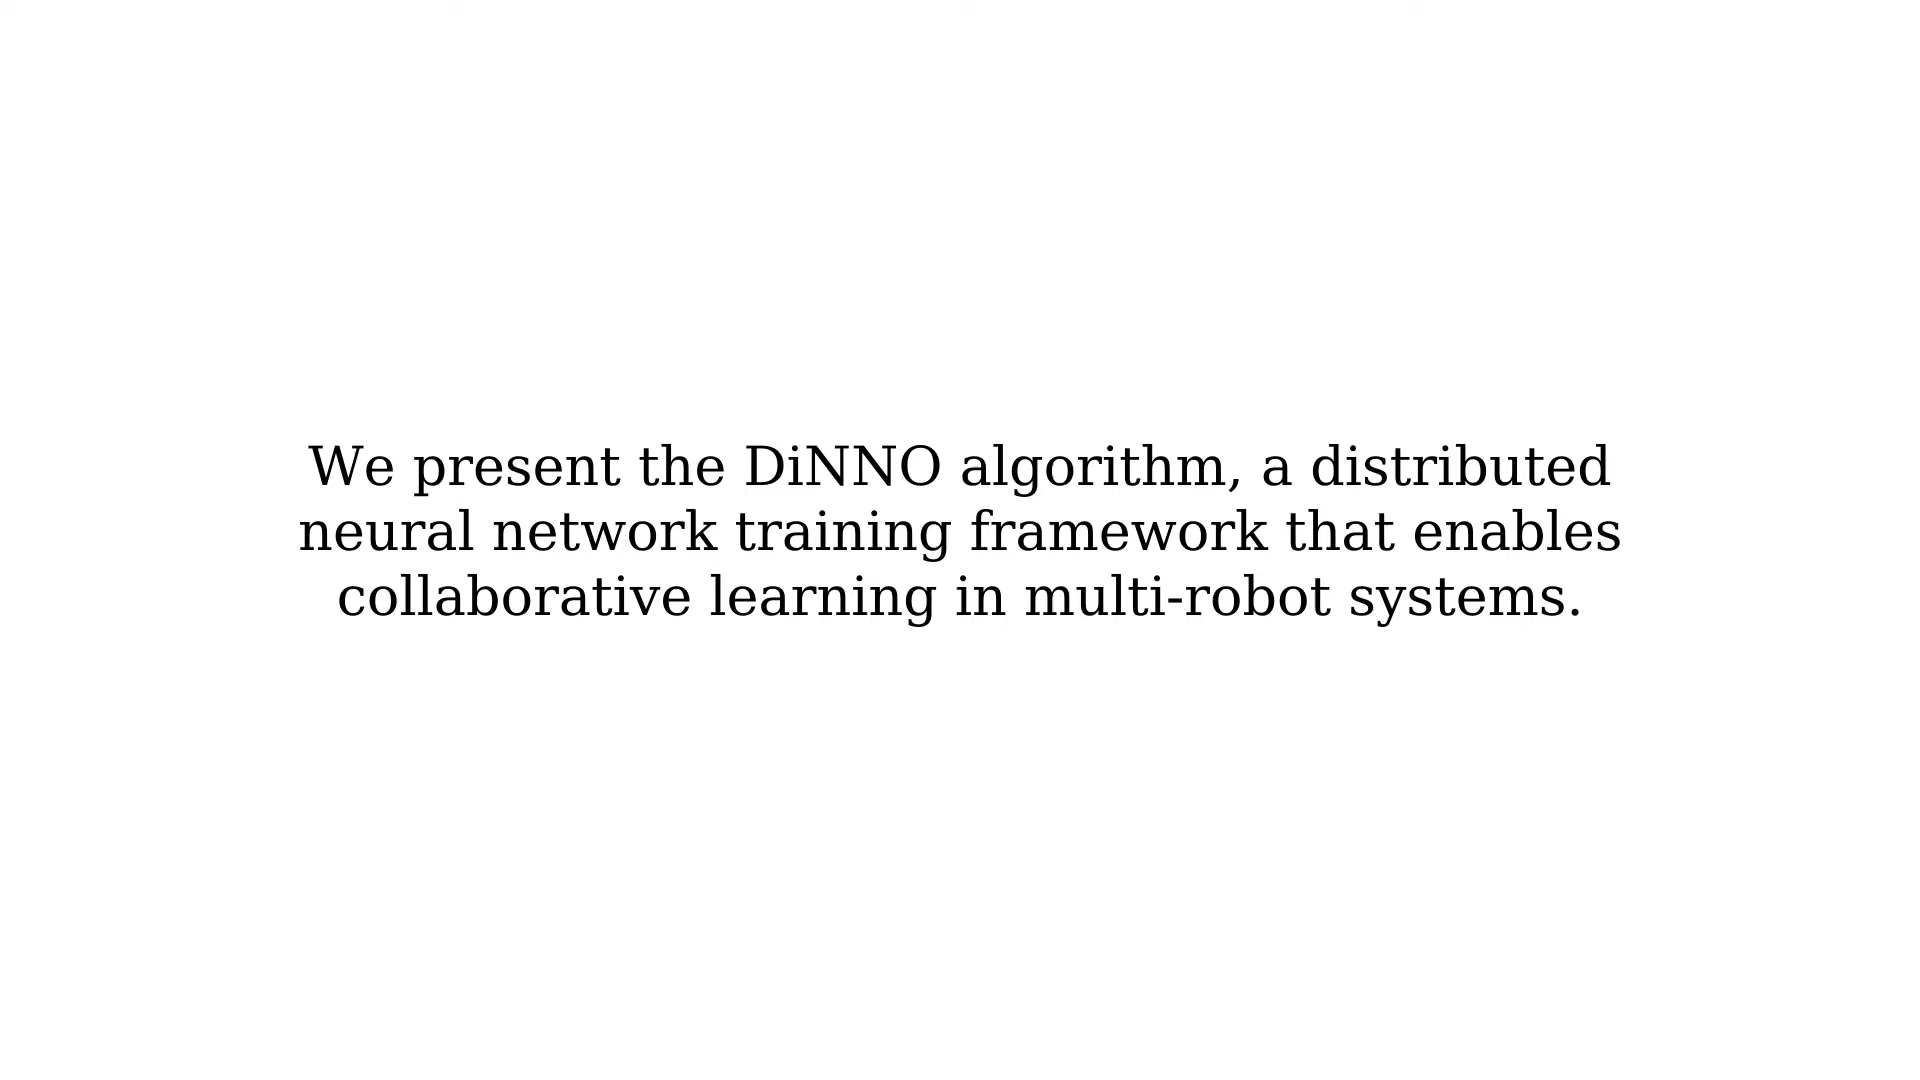 We present the DiNNO algorithm, a distributed
neural network training framework that enables
collaborative learning in multi-robot systems.